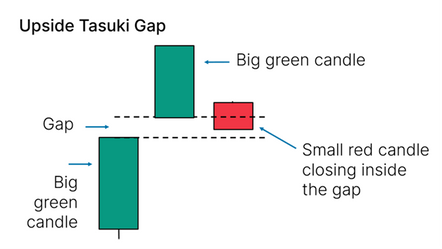 Upside Tasuki Gap
Big green candle
Gap
Small red candle
closing inside
the gap
Big
green
candle